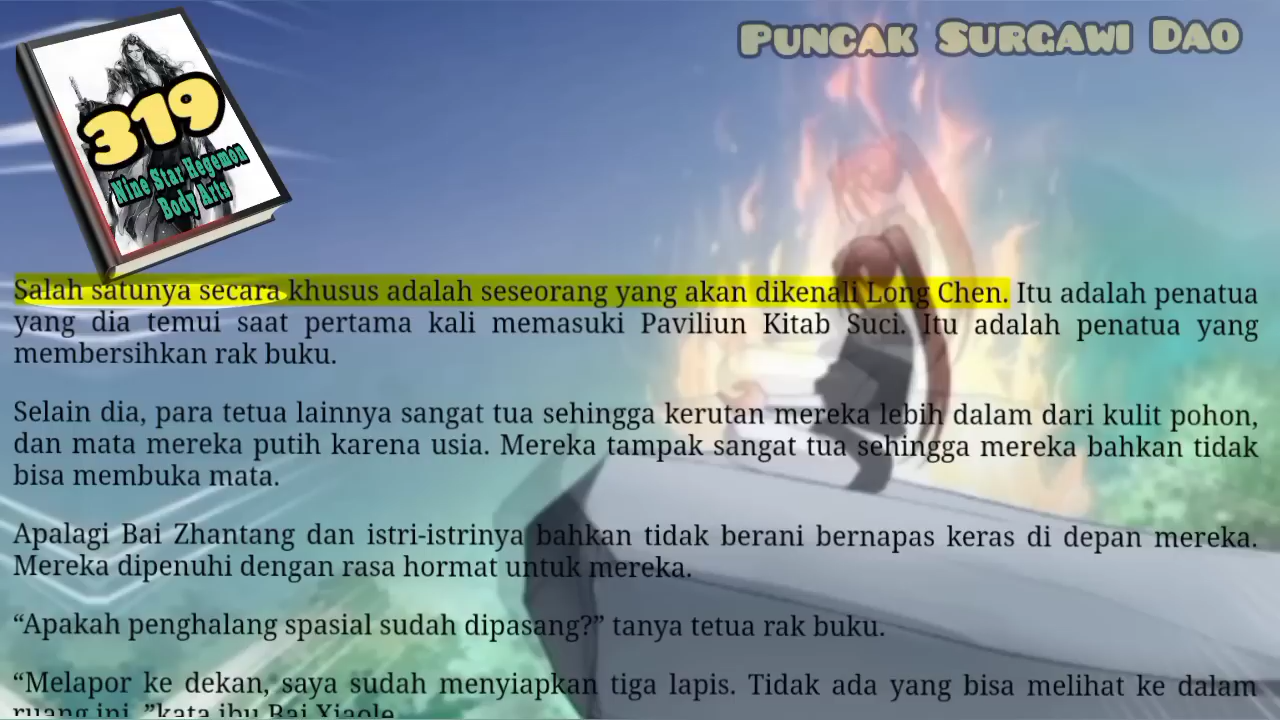 Puncak Surgawi Dao
319
Nine Star Hegemon
Body Arts
Salah satunya secara khusus adalah seseorang yang akan dikenali Long Chen. Itu adalah penatua
yang dia temui saat pertama kali memasuki Paviliun Kitab Suci. Itu adalah penatua yang
membersihkan rak buku.
Selain dia, para tetua lainnya sangat tua sehingga kerutan mereka lebih dalam dari kulit pohon,
dan mata mereka putih karena usia. Mereka tampak sangat tua sehingga mereka bahkan tidak
bisa membuka mata.
Apalagi Bai Zhantang dan istri-istrinya bahkan tidak berani bernapas keras di depan mereka.
Mereka dipenuhi dengan rasa hormat untuk mereka.
“Apakah penghalang spasial sudah dipasang?” tanya tetua rak buku.
“Melapor ke dekan, saya sudah menyiapkan tiga lapis. Tidak ada yang bisa melihat ke dalam
ruang ini, ”kata ibu Bai Xiaole.